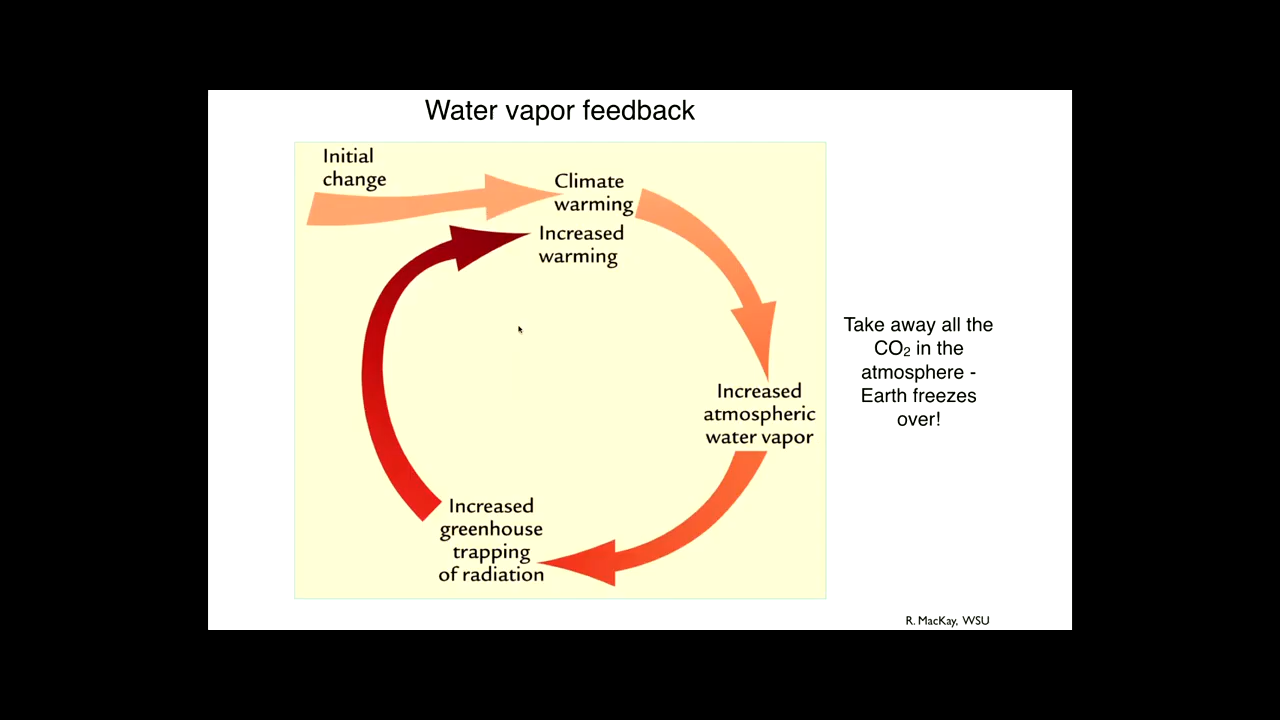 Water vapor feedback
Initial
change
Climate
warming
Increased
warming
Increased
atmospheric
water vapor
Increased
greenhouse
trapping
of radiation
Take away all the
CO₂ in the
atmosphere -
Earth freezes
over!
R. MacKay, WSU